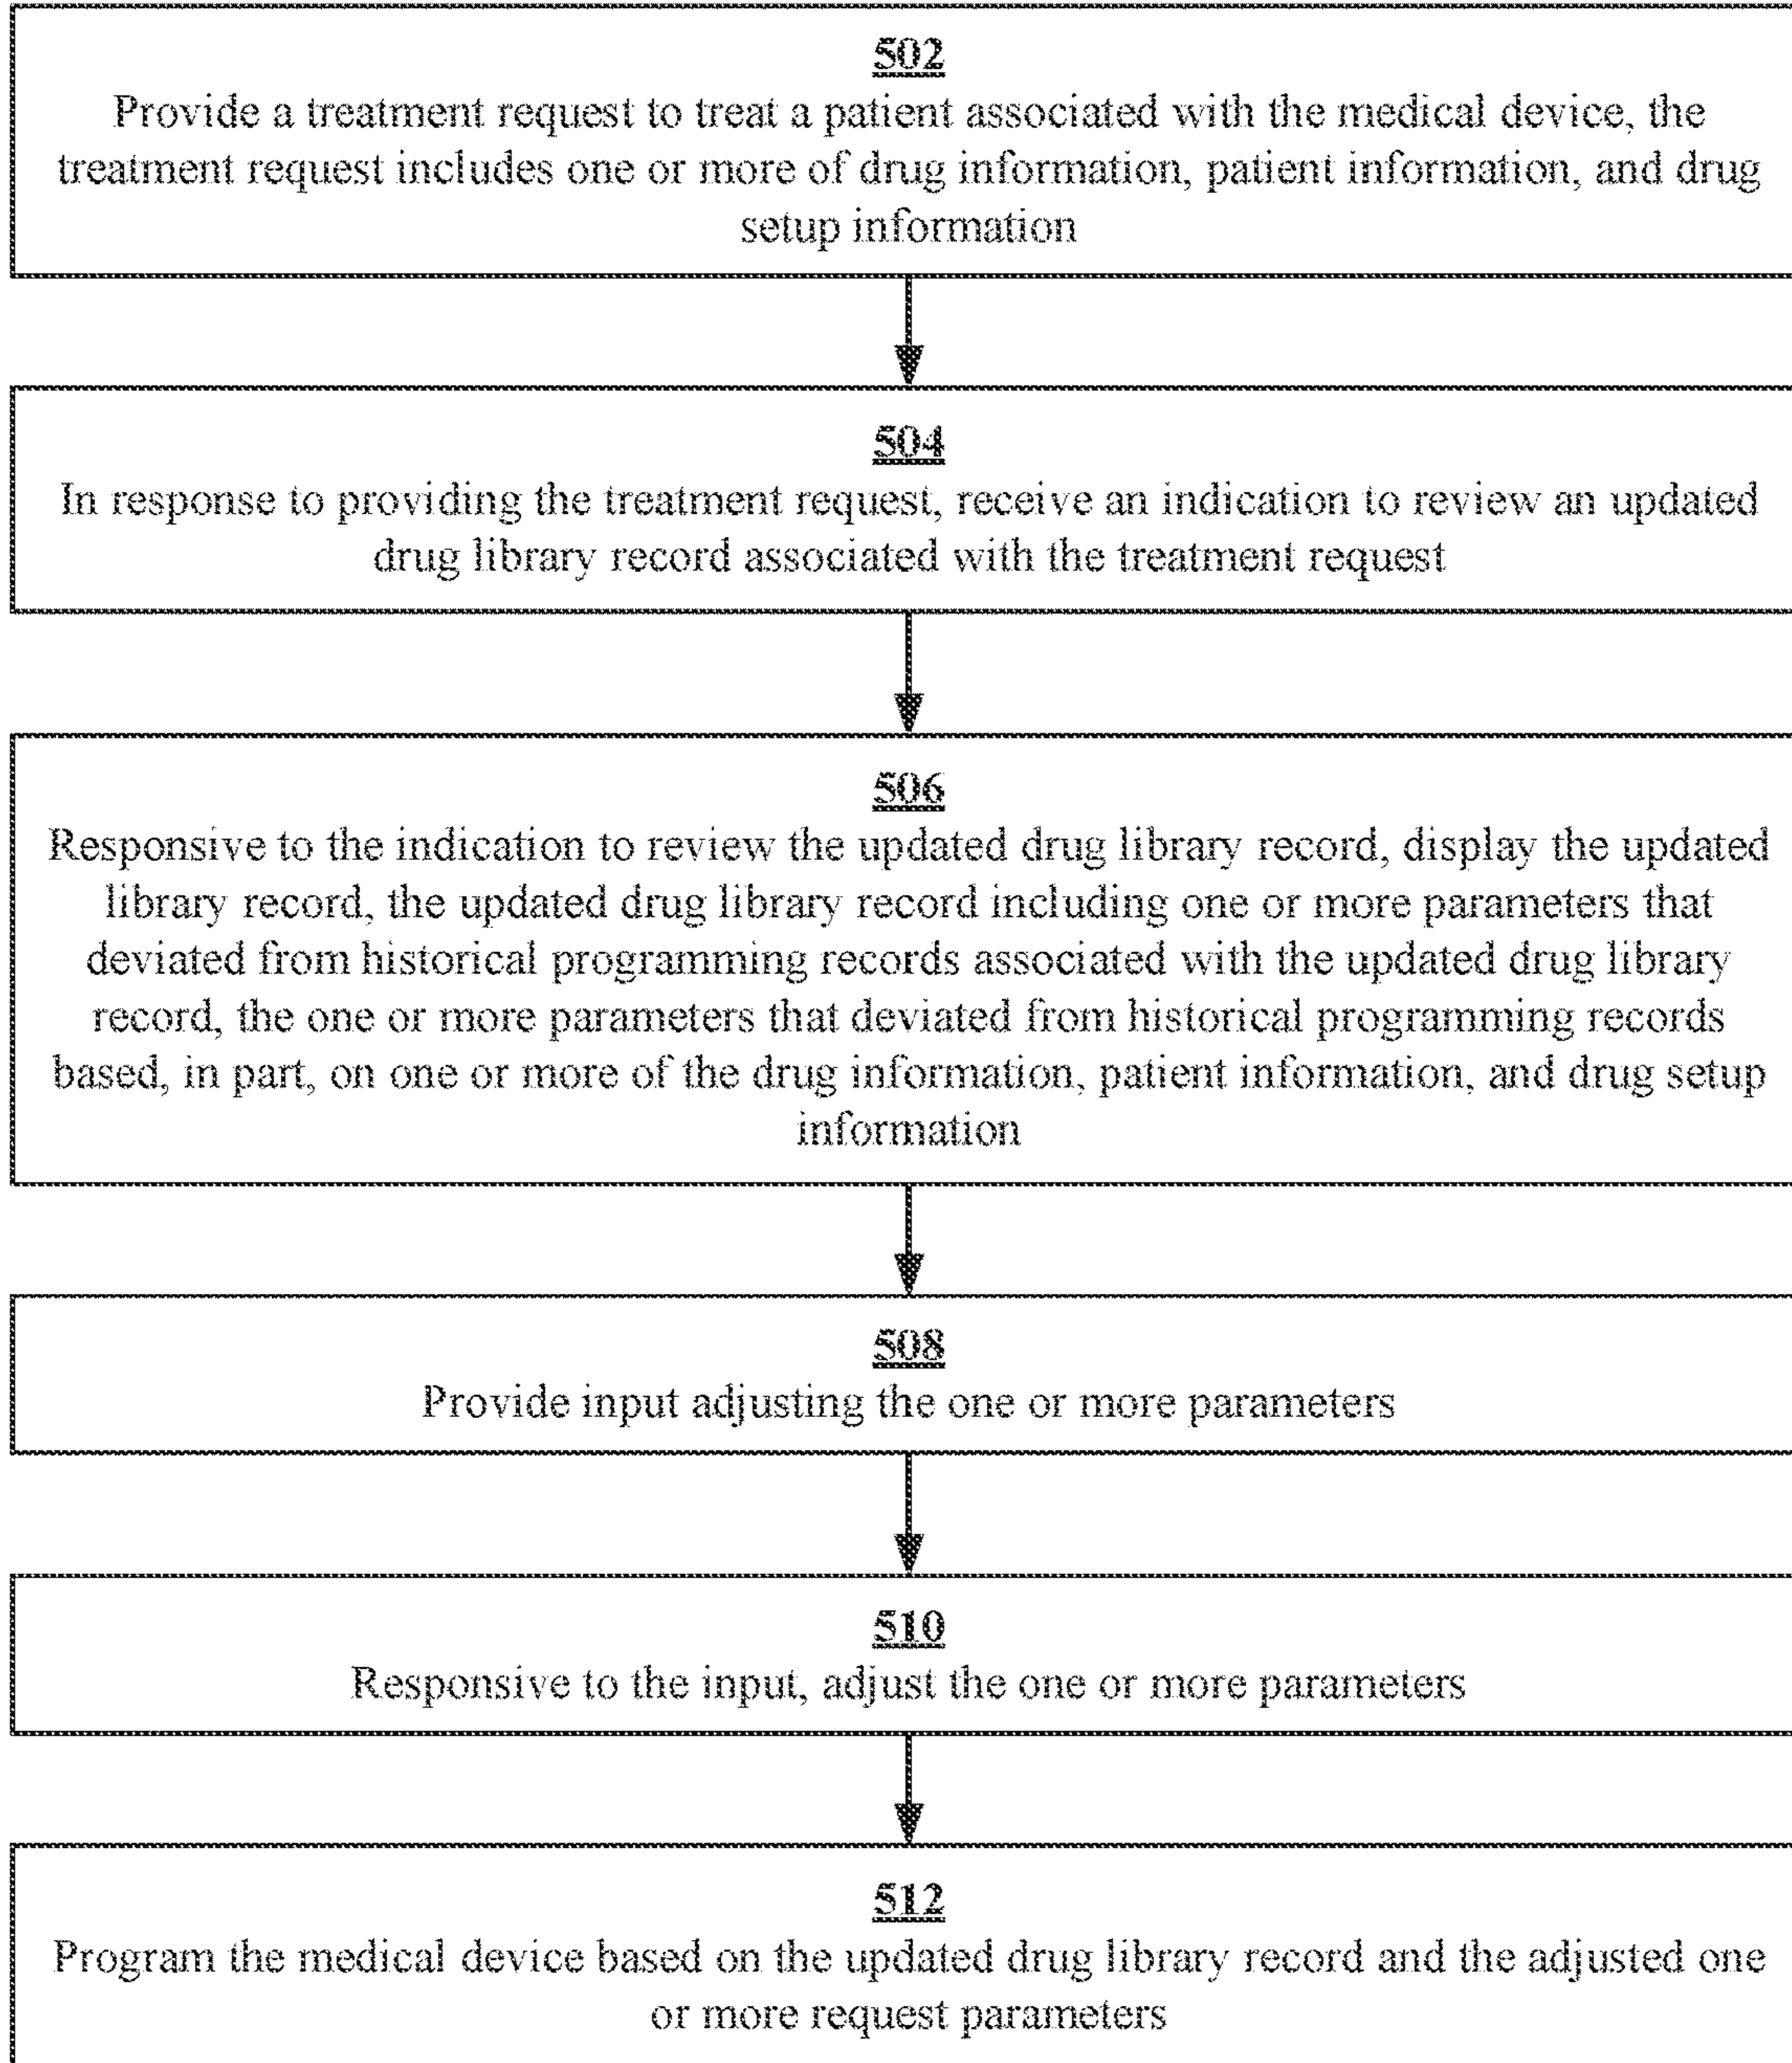 502
Provide a treatment request to treat a patient associated with the medical device, the
treatment request includes one or more of drug information, patient information, and drug
setup information
504
In response to providing the treatment request, receive an indication to review an updated
drug library record associated with the treatment request
506
Responsive to the indication to review the updated drug library record, display the updated
library record, the updated drug library record including one or more parameters that
deviated from historical programming records associated with the updated drug library
record, the one or more parameters that deviated from historical programming records
based, in part, on one or more of the drug information, patient information, and drug setup
information
508
Provide input adjusting the one or more parameters
510
Responsive to the input, adjust the one or more parameters
512
Program the medical device based on the updated drug library record and the adjusted one
or more request parameters